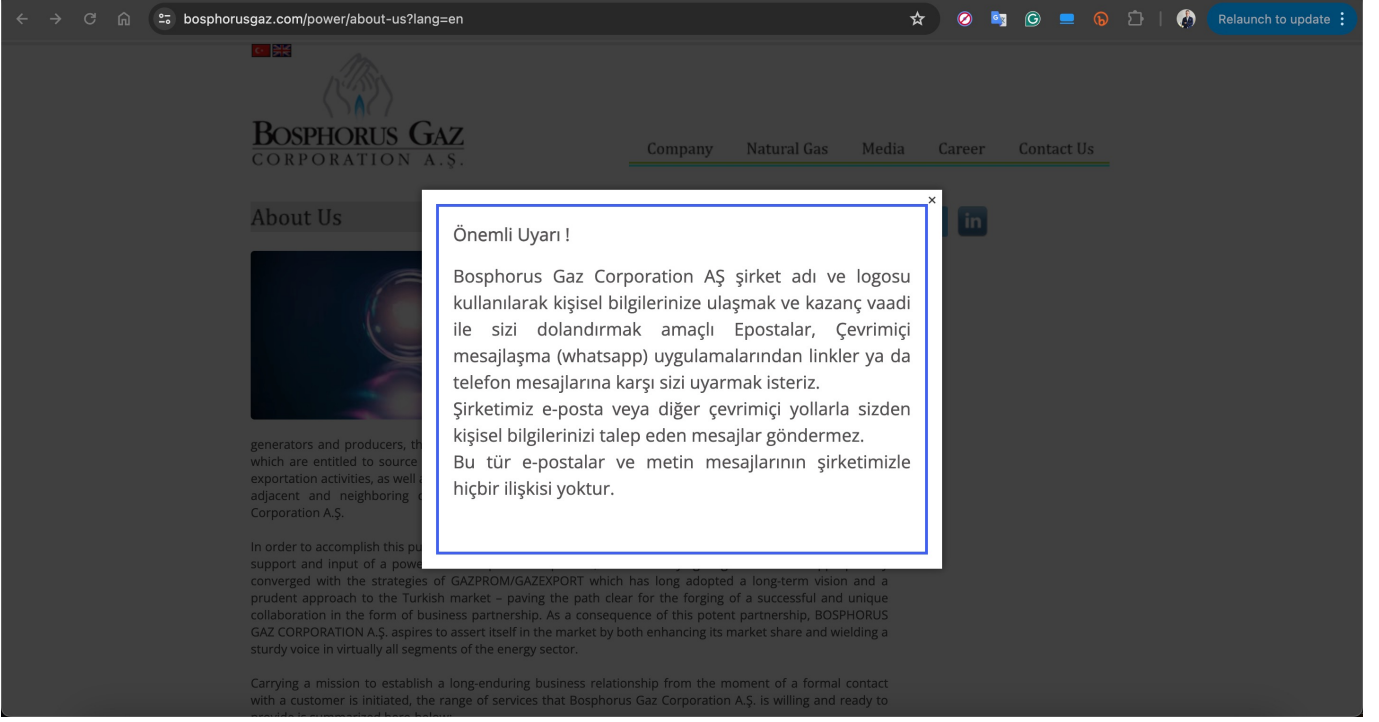 bosphorusgaz.com/power/about-us?lang=en
Relaunch to update
BOSPHORUS GAZ
CORPORATION A.Ş.
Company Natural Gas Media Career Contact Us
About Us
in
×
Önemli Uyarı !
Bosphorus Gaz Corporation AŞ şirket adı ve logosu
kullanılarak kişisel bilgilerinize ulaşmak ve kazanç vaadi
ile sizi dolandırmak amaçlı Epostalar, Çevrimiçi
mesajlaşma (whatsapp) uygulamalarından linkler ya da
telefon mesajlarına karşı sizi uyarmak isteriz.
Şirketimiz e-posta veya diğer çevrimiçi yollarla sizden
kişisel bilgilerinizi talep eden mesajlar göndermez.
Bu tür e-postalar ve metin mesajlarının şirketimizle
hiçbir ilişkisi yoktur.
generators and producers,
which are entitled to source
exportation activities, as well
adjacent and neighboring
Corporation A.Ş.
In order to accomplish this
support and input of a
converged with the strategies of GAZPROM/GAZEXPORT which has long adopted a long-term vision and a
prudent approach to the Turkish market – paving the path clear for the forging of a successful and unique
collaboration in the form of business partnership. As a consequence of this potent partnership, BOSPHORUS
GAZ CORPORATION A.Ş. aspires to assert itself in the market by both enhancing its market share and wielding a
sturdy voice in virtually all segments of the energy sector.
Carrying a mission to establish a long-enduring business relationship from the moment of a formal contact
with a customer is initiated, the range of services that Bosphorus Gaz Corporation A.Ş. is willing and ready to